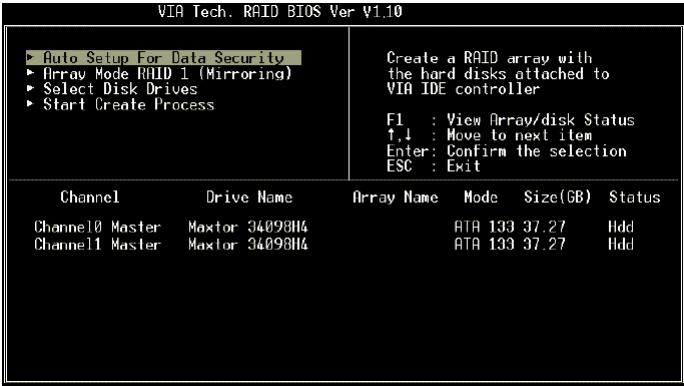 VIA Tech. RAID BIOS Ver V1.10
► Auto Setup For Data Security
► Array Mode RAID 1 (Mirroring)
► Select Disk Drives
► Start Create Process
Create a RAID array with
the hard disks attached to
VIA IDE controller
F1 : View Array/disk Status
↑,↓ : Move to next item
Enter: Confirm the selection
ESC : Exit
Channel Drive Name Array Name Mode Size(GB) Status
Channel0 Master Maxtor 34098H4 ATA 133 37.27 Hdd
Channel1 Master Maxtor 34098H4 ATA 133 37.27 Hdd